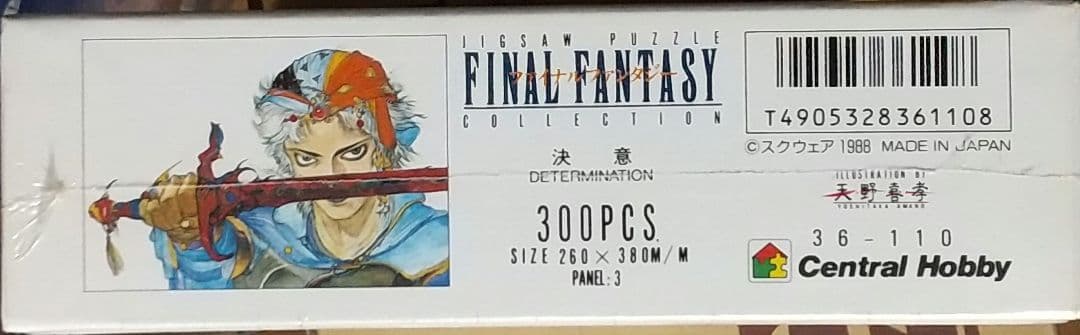 JIGSAW PUZZLE
FINAL FANTASY
ファイナルファンタジー
COLLECTION
決意
DETERMINATION
300PCS.
SIZE 260×380M/M
PANEL:3
T4905328361108
©スクウェア 1988 MADE IN JAPAN
ILLUSTRATION BY
天野喜孝
YOSHITAKA AMANO
36-110
Central Hobby